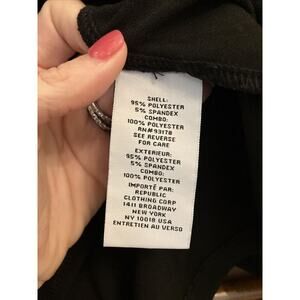 SHELL:
95% POLYESTER
5% SPANDEX
COMBO:
100% POLYESTER
RN#93178
SEE REVERSE
FOR CARE
EXTERIEUR:
95% POLYESTER
5% SPANDEX
COMBO:
100% POLYESTER
IMPORTÉ PAR:
REPUBLIC
CLOTHING CORP
1411 BROADWAY
NEW YORK
NY 10018 USA
ENTRETIEN AU VERSO